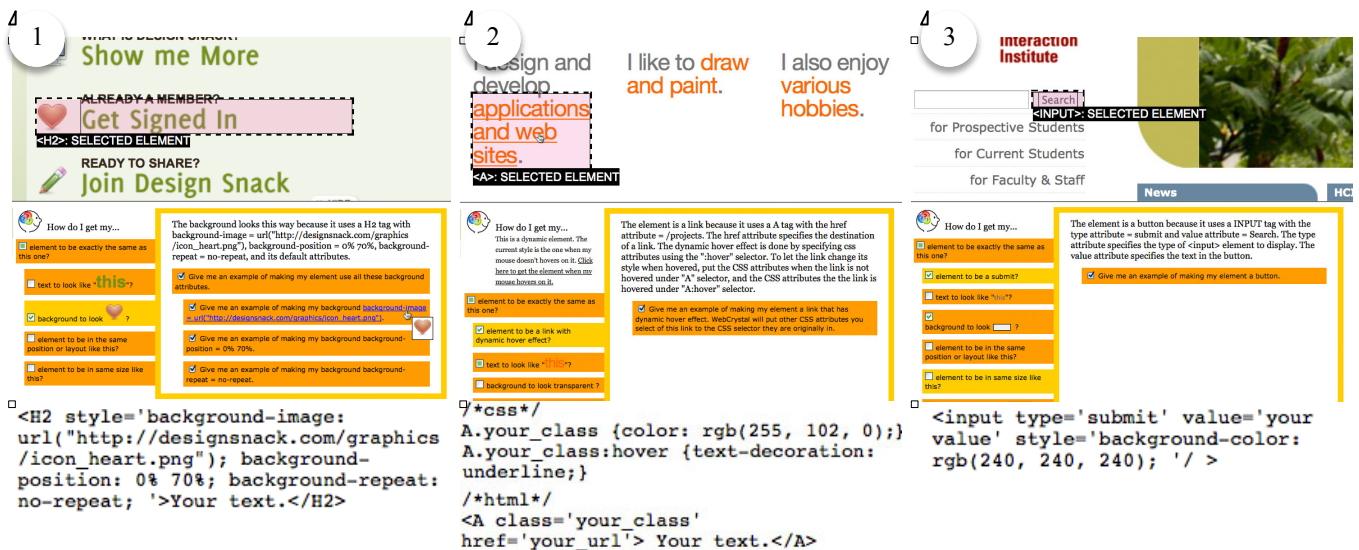 1
WHAT IS DESIGN SNACK?
Show me More
ALREADY A MEMBER?
Get Signed In
<H2>: SELECTED ELEMENT
READY TO SHARE?
Join Design Snack
How do I get my...
element to be exactly the same as
this one?
text to look like "this"?
background to look ?
element to be in the same
position or layout like this?
element to be in same size like
this?
The background looks this way because it uses a H2 tag with
background-image = url("http://designsnack.com/graphics
/icon_heart.png"), background-position = 0% 70%, background-
repeat = no-repeat, and its default attributes.
Give me an example of making my element use all these background
attributes.
Give me an example of making my background background-image
= url("http://designsnack.com/graphics/icon_heart.png").
Give me an example of making my background background-
position = 0% 70%.
Give me an example of making my background background-
repeat = no-repeat.
<H2 style='background-image:
url("http://designsnack.com/graphics
/icon_heart.png"); background-
position: 0% 70%; background-repeat:
no-repeat; '>Your text.</H2>
2
I design and
develop
applications
and web
sites.
<A>: SELECTED ELEMENT
I like to draw
and paint.
I also enjoy
various
hobbies.
How do I get my...
This is a dynamic element. The
current style is the one when my
mouse doesn't hovers on it. Click
here to get the element when my
mouse hovers on it.
element to be exactly the same as
this one?
element to be a link with
dynamic hover effect?
text to look like "this"?
background to look transparent ?
The element is a link because it uses a A tag with the href
attribute = /projects. The href attribute specifies the destination
of a link. The dynamic hover effect is done by specifying css
attributes using the ":hover" selector. To let the link change its
style when hovered, put the CSS attributes when the link is not
hovered under "A" selector, and the CSS attributes the the link is
hovered under "A:hover" selector.
Give me an example of making my element a link that has
dynamic hover effect. WebCrystal will put other CSS attributes you
select of this link to the CSS selector they are originally in.
/*css*/
A.your_class {color: rgb(255, 102, 0);}
A.your_class:hover {text-decoration:
underline;}
/*html*/
<A class='your_class'
href='your_url'> Your text.</A>
3
Interaction
Institute
Search
<INPUT>: SELECTED ELEMENT
for Prospective Students
for Current Students
for Faculty & Staff
News
HCI
How do I get my...
element to be exactly the same as
this one?
element to be a submit?
text to look like "this"?
background to look ?
element to be in the same
position or layout like this?
element to be in same size like
this?
The element is a button because it uses a INPUT tag with the
type attribute = submit and value attribute = Search. The type
attribute specifies the type of <input> element to display. The
value attribute specifies the text in the button.
Give me an example of making my element a button.
<input type='submit' value='your
value' style='background-color:
rgb(240, 240, 240); '/ >